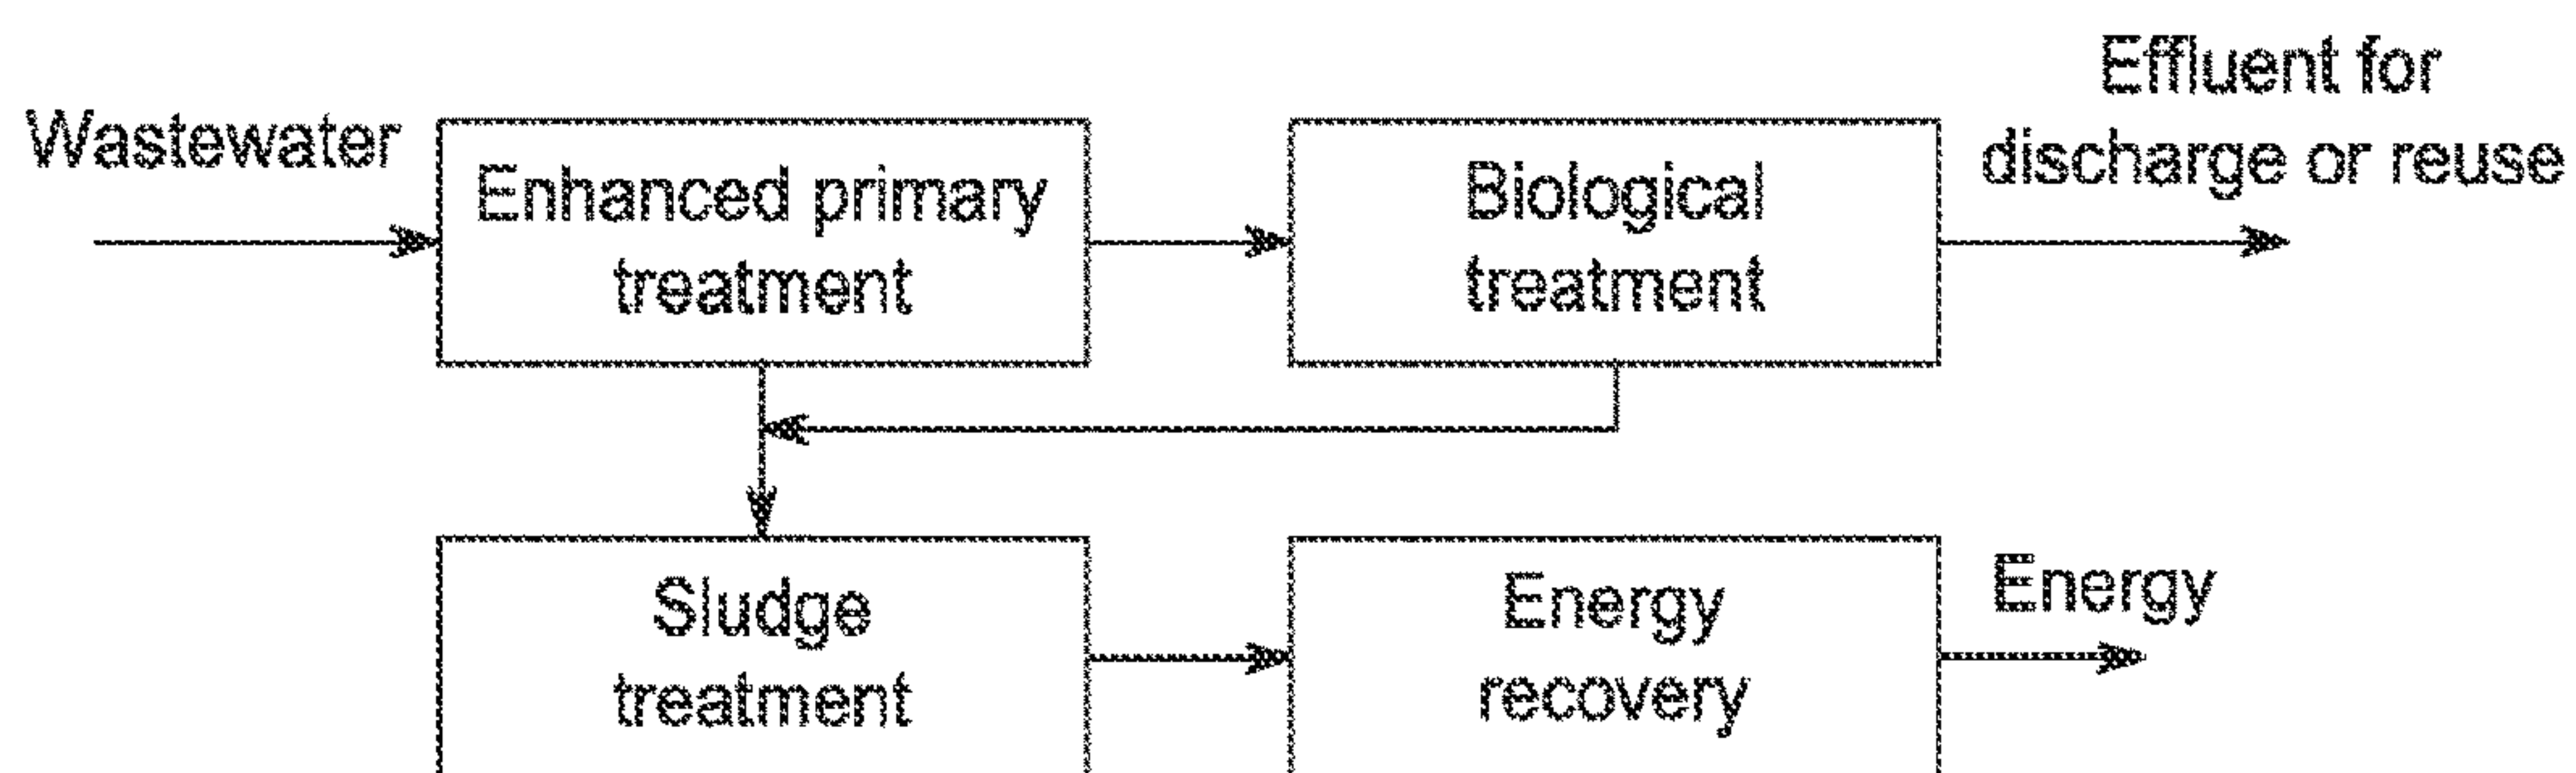 Wastewater
Enhanced primary
treatment
Biological
treatment
Effluent for
discharge or reuse
Sludge
treatment
Energy
recovery
Energy